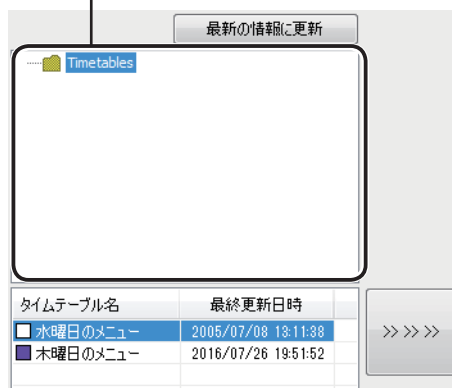 最新の情報に更新
Timetables
タイムテーブル名 最終更新日時
水曜日のメニュー 2005/07/08 13:11:38
木曜日のメニュー 2016/07/26 19:51:52
>> >> >>